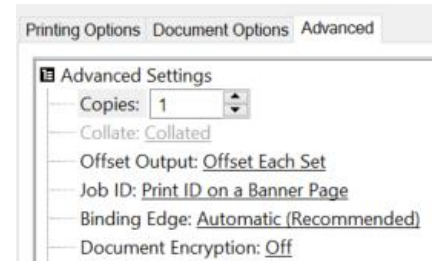 Printing Options Document Options Advanced
Advanced Settings
Copies: 1
Collate: Collated
Offset Output: Offset Each Set
Job ID: Print ID on a Banner Page
Binding Edge: Automatic (Recommended)
Document Encryption: Off